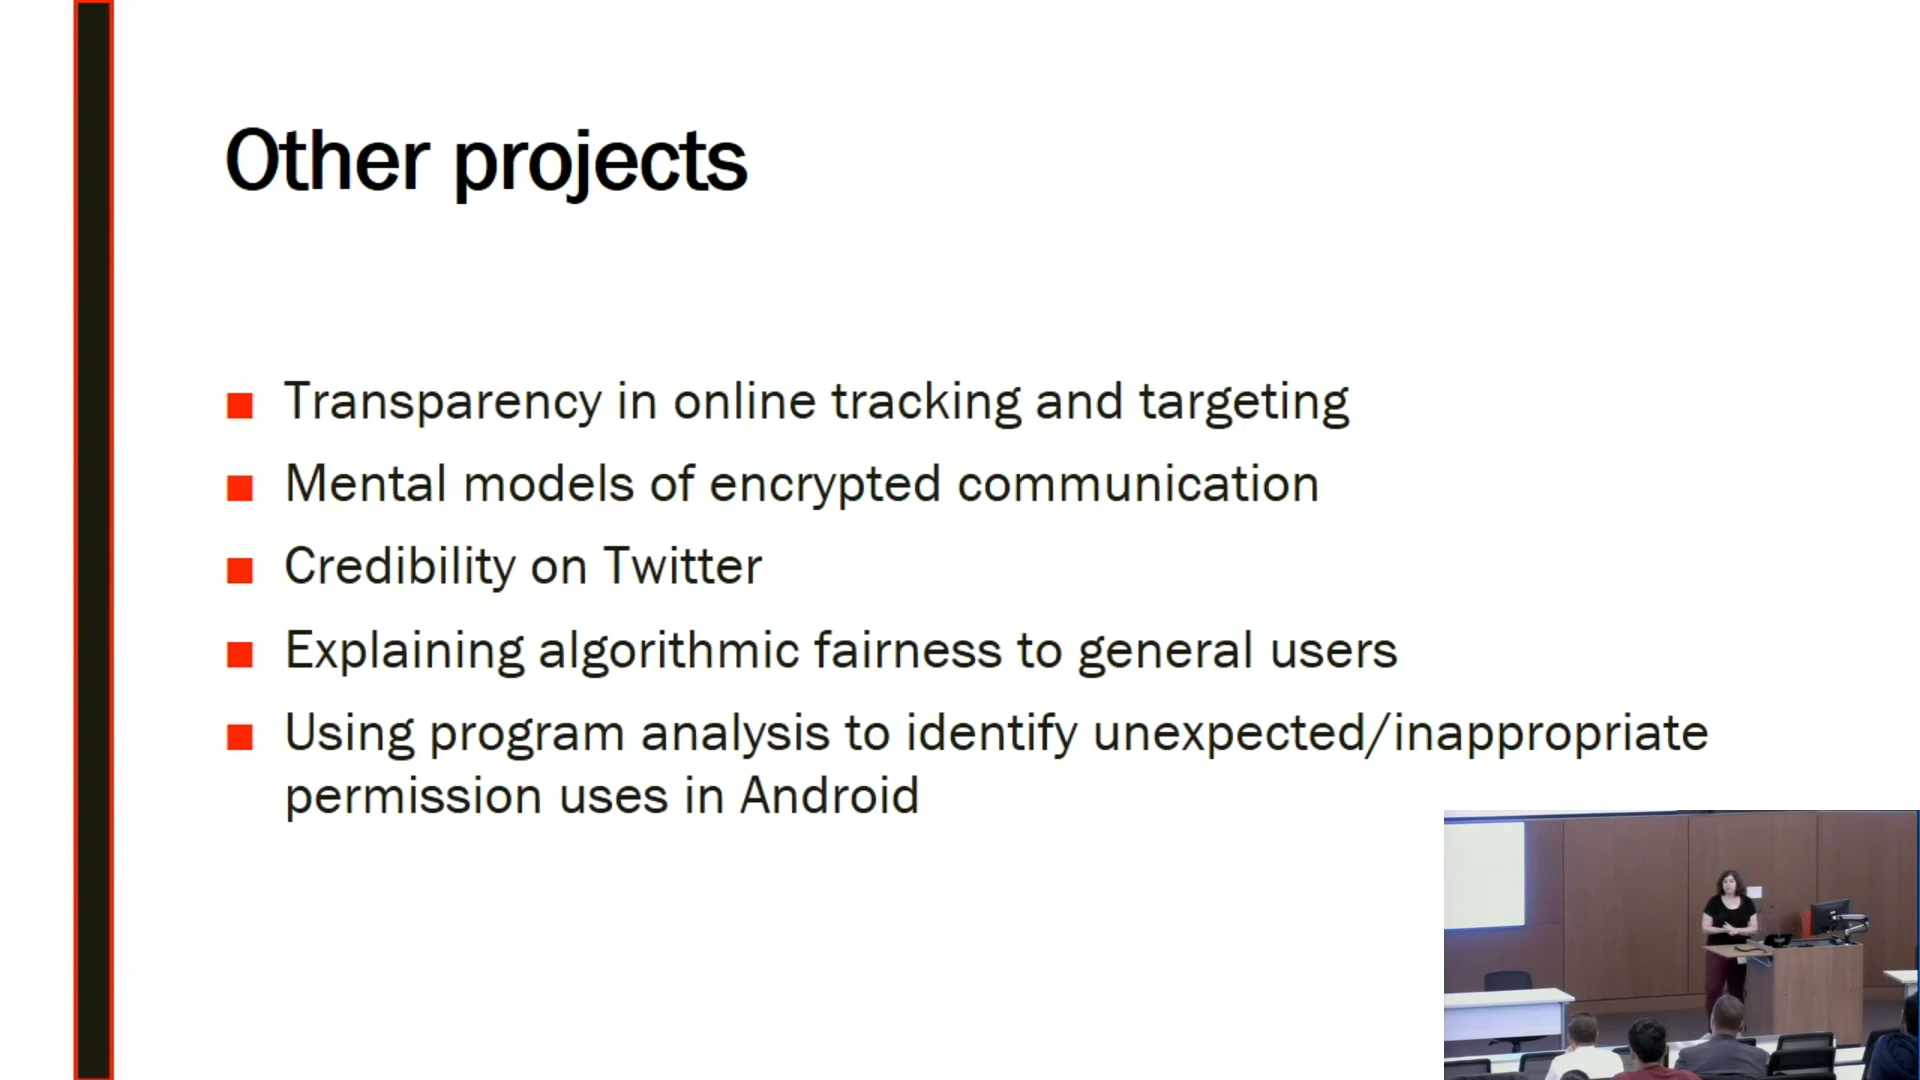 Other projects
Transparency in online tracking and targeting
Mental models of encrypted communication
Credibility on Twitter
Explaining algorithmic fairness to general users
Using program analysis to identify unexpected/inappropriate
permission uses in Android